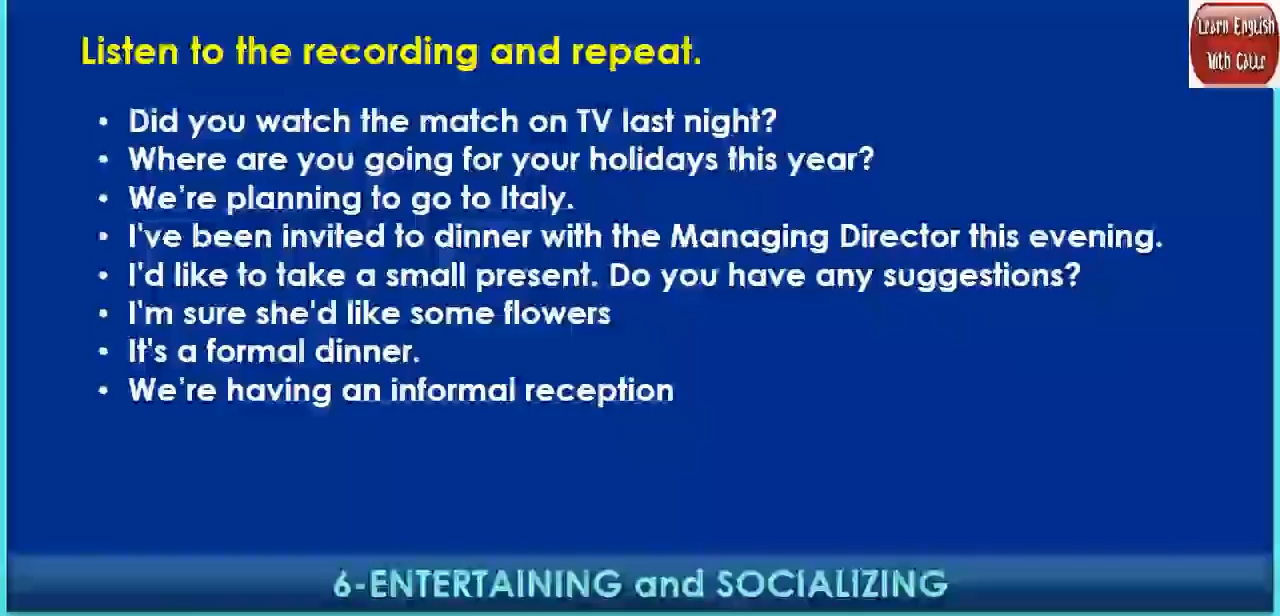 Learn English
With Cows
Listen to the recording and repeat.
• Did you watch the match on TV last night?
• Where are you going for your holidays this year?
• We're planning to go to Italy.
• I've been invited to dinner with the Managing Director this evening.
• I'd like to take a small present. Do you have any suggestions?
• I'm sure she'd like some flowers
• It's a formal dinner.
• We're having an informal reception
6-ENTERTAINING and SOCIALIZING